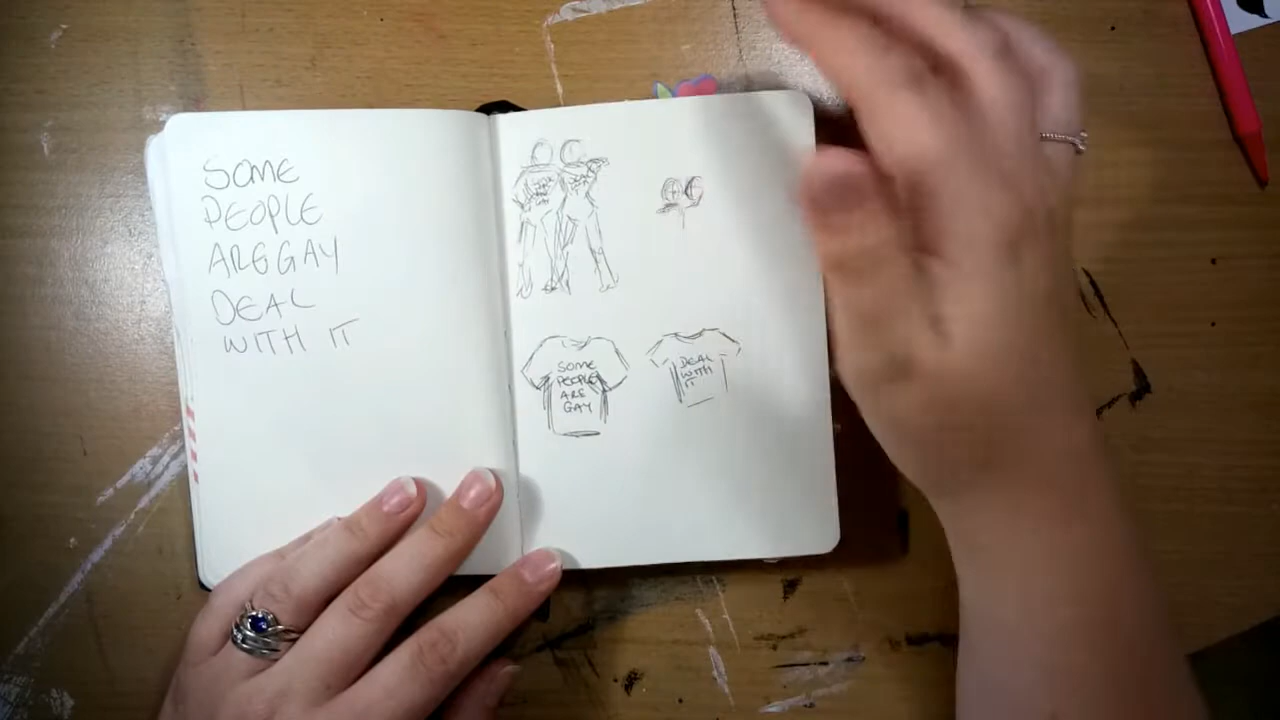 SOME
PEOPLE
ARE GAY
DEAL
WITH IT
SOME
PEOPLE
ARE
GAY
DEAL
WITH
IT